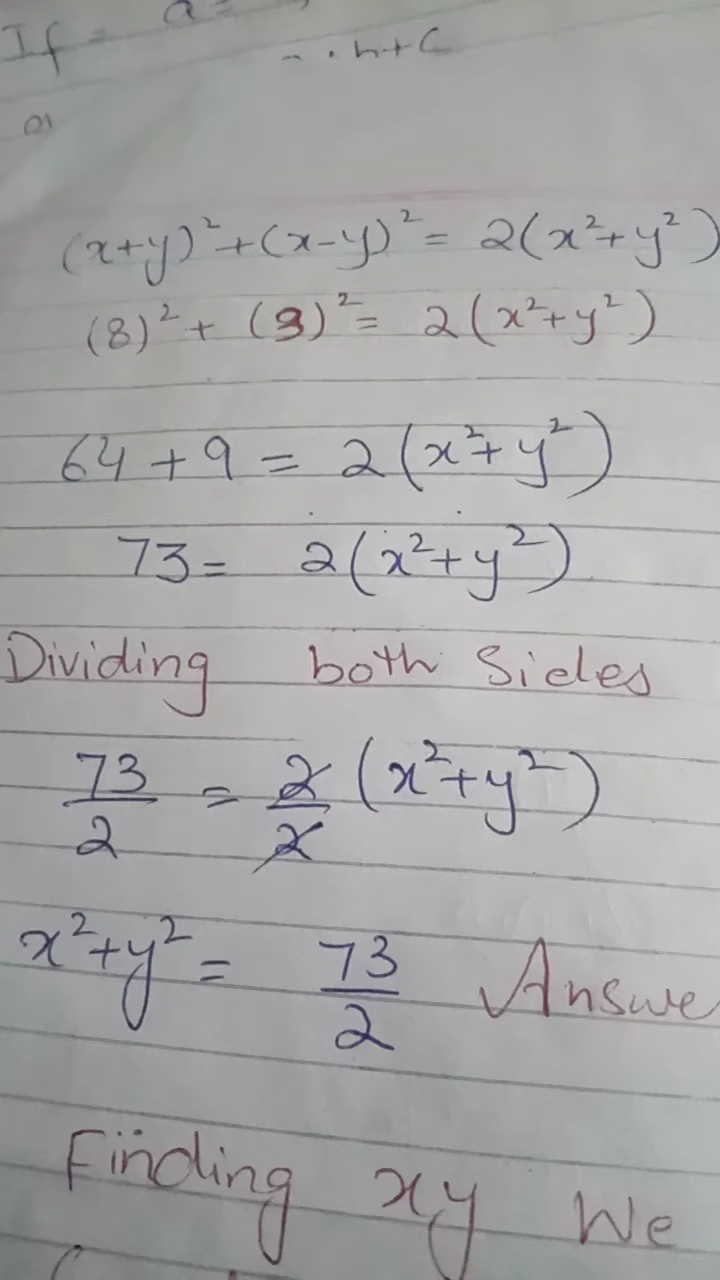 If = a =
h+C
(x+y)²+(x-y)²= 2(x²+y²)
(8)²+ (3)²= 2(x²+y²)
64+9 = 2(x²+y²)
73= 2(x²+y²)
Dividing both Sides
73/2 = 2/2 (x²+y²)
x²+y² = 73/2 Answe
Finding xy We